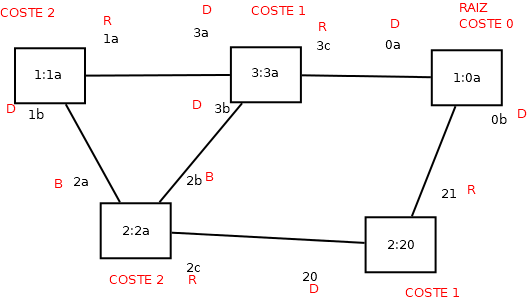 COSTE 2
R
1a
D
3a
COSTE 1
R
3c
D
0a
RAIZ
COSTE 0
1:1a
3:3a
1:0a
D
1b
D
3b
0b
D
B
2a
2b
B
21
R
2:2a
2:20
COSTE 2
2c
R
20
D
COSTE 1